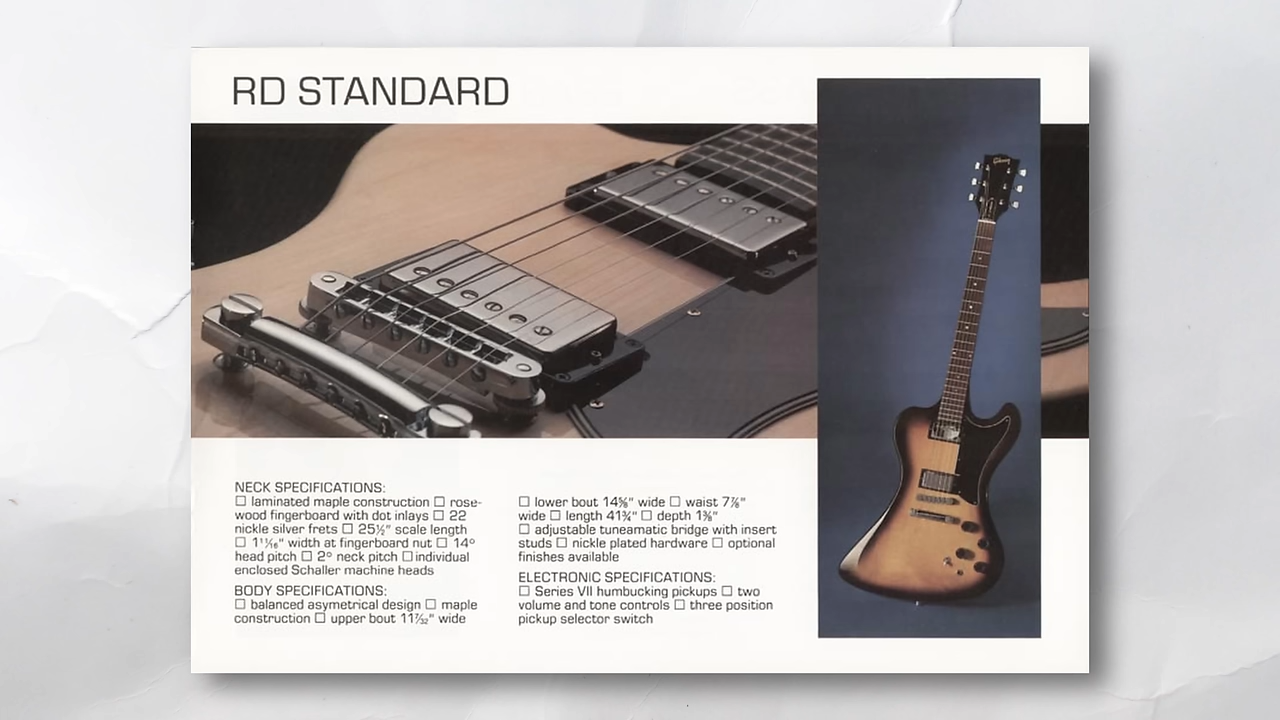 RD STANDARD
Gibson
NECK SPECIFICATIONS:
☐ laminated maple construction ☐ rose-
wood fingerboard with dot inlays ☐ 22
nickle silver frets ☐ 25½" scale length
☐ 1¹¹⁄₁₆" width at fingerboard nut ☐ 14°
head pitch ☐ 2° neck pitch ☐ individual
enclosed Schaller machine heads
BODY SPECIFICATIONS:
☐ balanced asymetrical design ☐ maple
construction ☐ upper bout 11⁷⁄₃₂" wide
☐ lower bout 14⅝" wide ☐ waist 7⅞"
wide ☐ length 41¾" ☐ depth 1⅝"
☐ adjustable tuneamatic bridge with insert
studs ☐ nickle plated hardware ☐ optional
finishes available
ELECTRONIC SPECIFICATIONS:
☐ Series VII humbucking pickups ☐ two
volume and tone controls ☐ three position
pickup selector switch